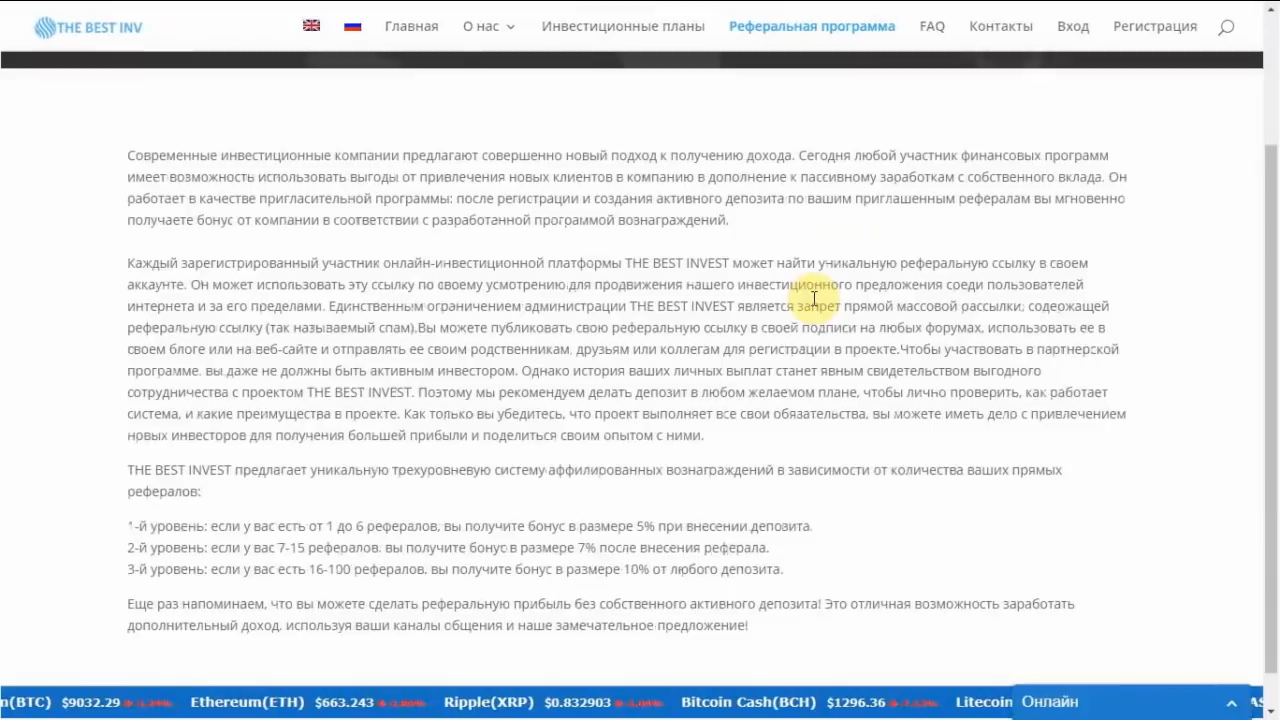 THE BEST INV
Главная О нас Инвестиционные планы Реферальная программа FAQ Контакты Вход Регистрация
Современные инвестиционные компании предлагают совершенно новый подход к получению дохода. Сегодня любой участник финансовых программ
имеет возможность использовать выгоды от привлечения новых клиентов в компанию в дополнение к пассивному заработкам с собственного вклада. Он
работает в качестве пригласительной программы: после регистрации и создания активного депозита по вашим приглашенным рефералам вы мгновенно
получаете бонус от компании в соответствии с разработанной программой вознаграждений.
Каждый зарегистрированный участник онлайн-инвестиционной платформы THE BEST INVEST может найти уникальную реферальную ссылку в своем
аккаунте. Он может использовать эту ссылку по своему усмотрению для продвижения нашего инвестиционного предложения среди пользователей
интернета и за его пределами. Единственным ограничением администрации THE BEST INVEST является запрет прямой массовой рассылки, содержащей
реферальную ссылку (так называемый спам).Вы можете публиковать свою реферальную ссылку в своей подписи на любых форумах, использовать ее в
своем блоге или на веб-сайте и отправлять ее своим родственникам, друзьям или коллегам для регистрации в проекте.Чтобы участвовать в партнерской
программе, вы даже не должны быть активным инвестором. Однако история ваших личных выплат станет явным свидетельством выгодного
сотрудничества с проектом THE BEST INVEST. Поэтому мы рекомендуем делать депозит в любом желаемом плане, чтобы лично проверить, как работает
система, и какие преимущества в проекте. Как только вы убедитесь, что проект выполняет все свои обязательства, вы можете иметь дело с привлечением
новых инвесторов для получения большей прибыли и поделиться своим опытом с ними.
THE BEST INVEST предлагает уникальную трехуровневую систему аффилированных вознаграждений в зависимости от количества ваших прямых
рефералов:
1-й уровень: если у вас есть от 1 до 6 рефералов, вы получите бонус в размере 5% при внесении депозита.
2-й уровень: если у вас 7-15 рефералов, вы получите бонус в размере 7% после внесения реферала.
3-й уровень: если у вас есть 16-100 рефералов, вы получите бонус в размере 10% от любого депозита.
Еще раз напоминаем, что вы можете сделать реферальную прибыль без собственного активного депозита! Это отличная возможность заработать
дополнительный доход, используя ваши каналы общения и наше замечательное предложение!
n(BTC) $9032.29 Ethereum(ETH) $663.243 Ripple(XRP) $0.832903 Bitcoin Cash(BCH) $1296.36 Litecoin Онлайн